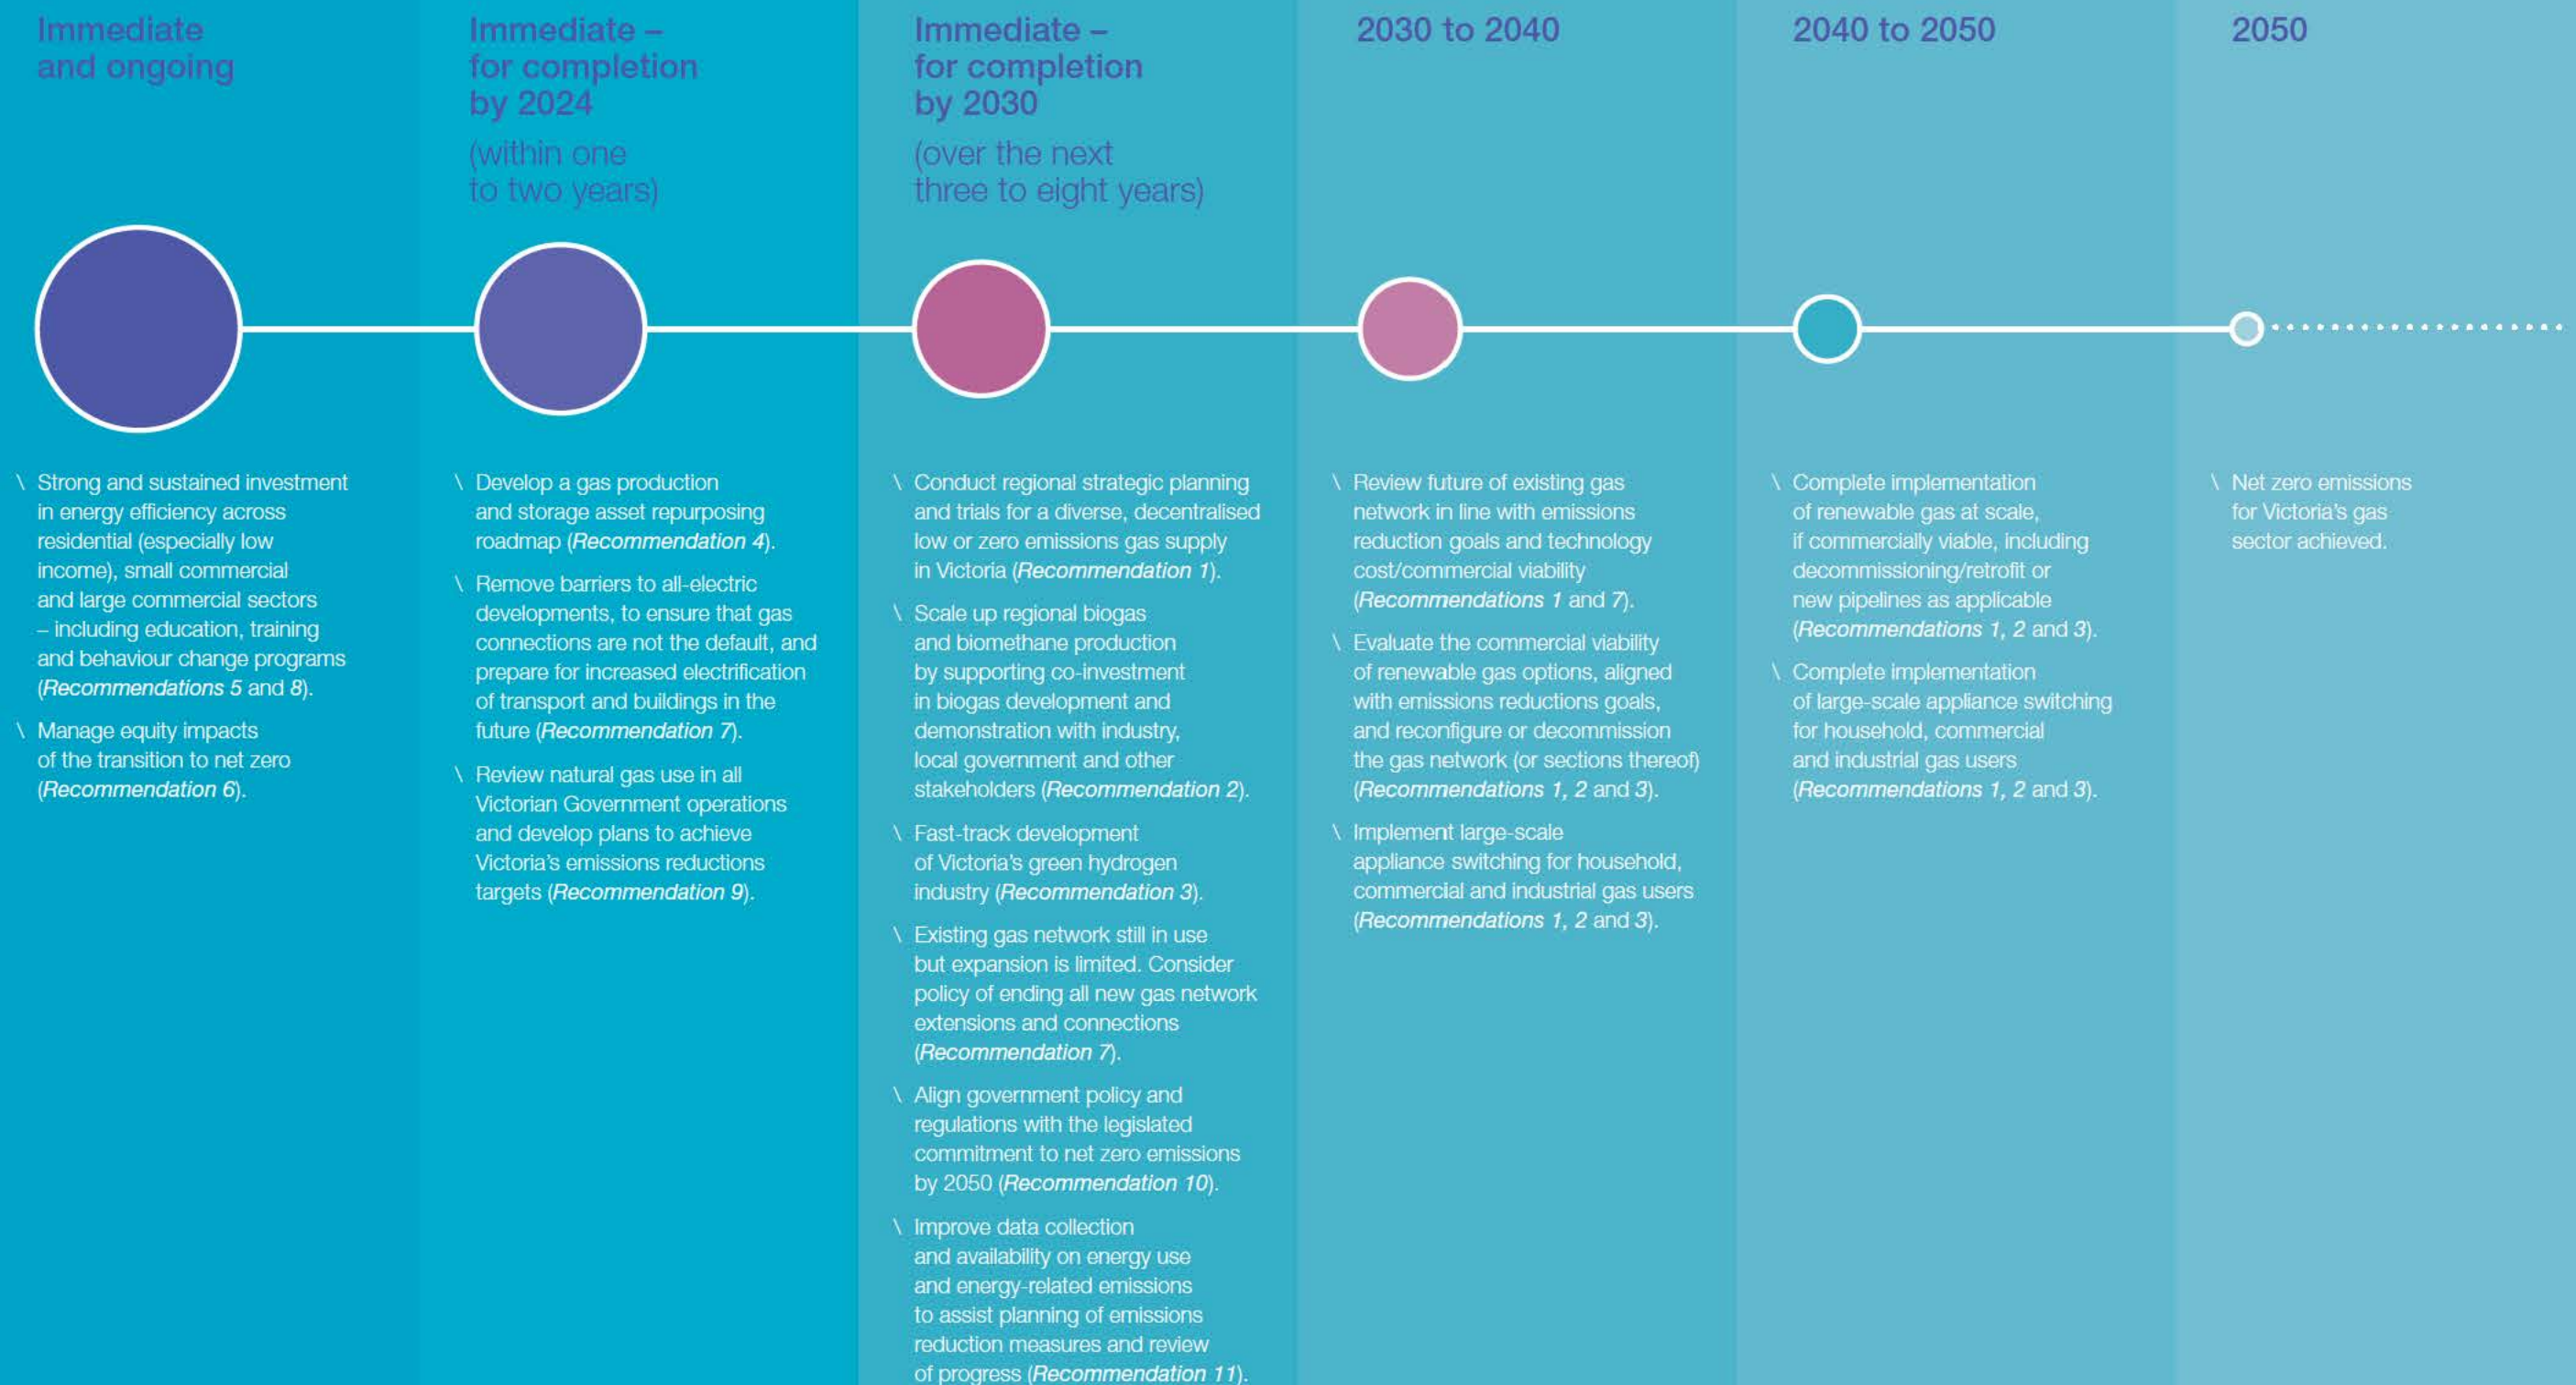 Immediate
and ongoing
\ Strong and sustained investment
in energy efficiency across
residential (especially low
income), small commercial
and large commercial sectors
– including education, training
and behaviour change programs
(Recommendations 5 and 8).
\ Manage equity impacts
of the transition to net zero
(Recommendation 6).
Immediate –
for completion
by 2024
(within one
to two years)
\ Develop a gas production
and storage asset repurposing
roadmap (Recommendation 4).
\ Remove barriers to all-electric
developments, to ensure that gas
connections are not the default, and
prepare for increased electrification
of transport and buildings in the
future (Recommendation 7).
\ Review natural gas use in all
Victorian Government operations
and develop plans to achieve
Victoria's emissions reductions
targets (Recommendation 9).
Immediate –
for completion
by 2030
(over the next
three to eight years)
\ Conduct regional strategic planning
and trials for a diverse, decentralised
low or zero emissions gas supply
in Victoria (Recommendation 1).
\ Scale up regional biogas
and biomethane production
by supporting co-investment
in biogas development and
demonstration with industry,
local government and other
stakeholders (Recommendation 2).
\ Fast-track development
of Victoria's green hydrogen
industry (Recommendation 3).
\ Existing gas network still in use
but expansion is limited. Consider
policy of ending all new gas network
extensions and connections
(Recommendation 7).
\ Align government policy and
regulations with the legislated
commitment to net zero emissions
by 2050 (Recommendation 10).
\ Improve data collection
and availability on energy use
and energy-related emissions
to assist planning of emissions
reduction measures and review
of progress (Recommendation 11).
2030 to 2040
\ Review future of existing gas
network in line with emissions
reduction goals and technology
cost/commercial viability
(Recommendations 1 and 7).
\ Evaluate the commercial viability
of renewable gas options, aligned
with emissions reductions goals,
and reconfigure or decommission
the gas network (or sections thereof)
(Recommendations 1, 2 and 3).
\ Implement large-scale
appliance switching for household,
commercial and industrial gas users
(Recommendations 1, 2 and 3).
2040 to 2050
\ Complete implementation
of renewable gas at scale,
if commercially viable, including
decommissioning/retrofit or
new pipelines as applicable
(Recommendations 1, 2 and 3).
\ Complete implementation
of large-scale appliance switching
for household, commercial
and industrial gas users
(Recommendations 1, 2 and 3).
2050
\ Net zero emissions
for Victoria's gas
sector achieved.